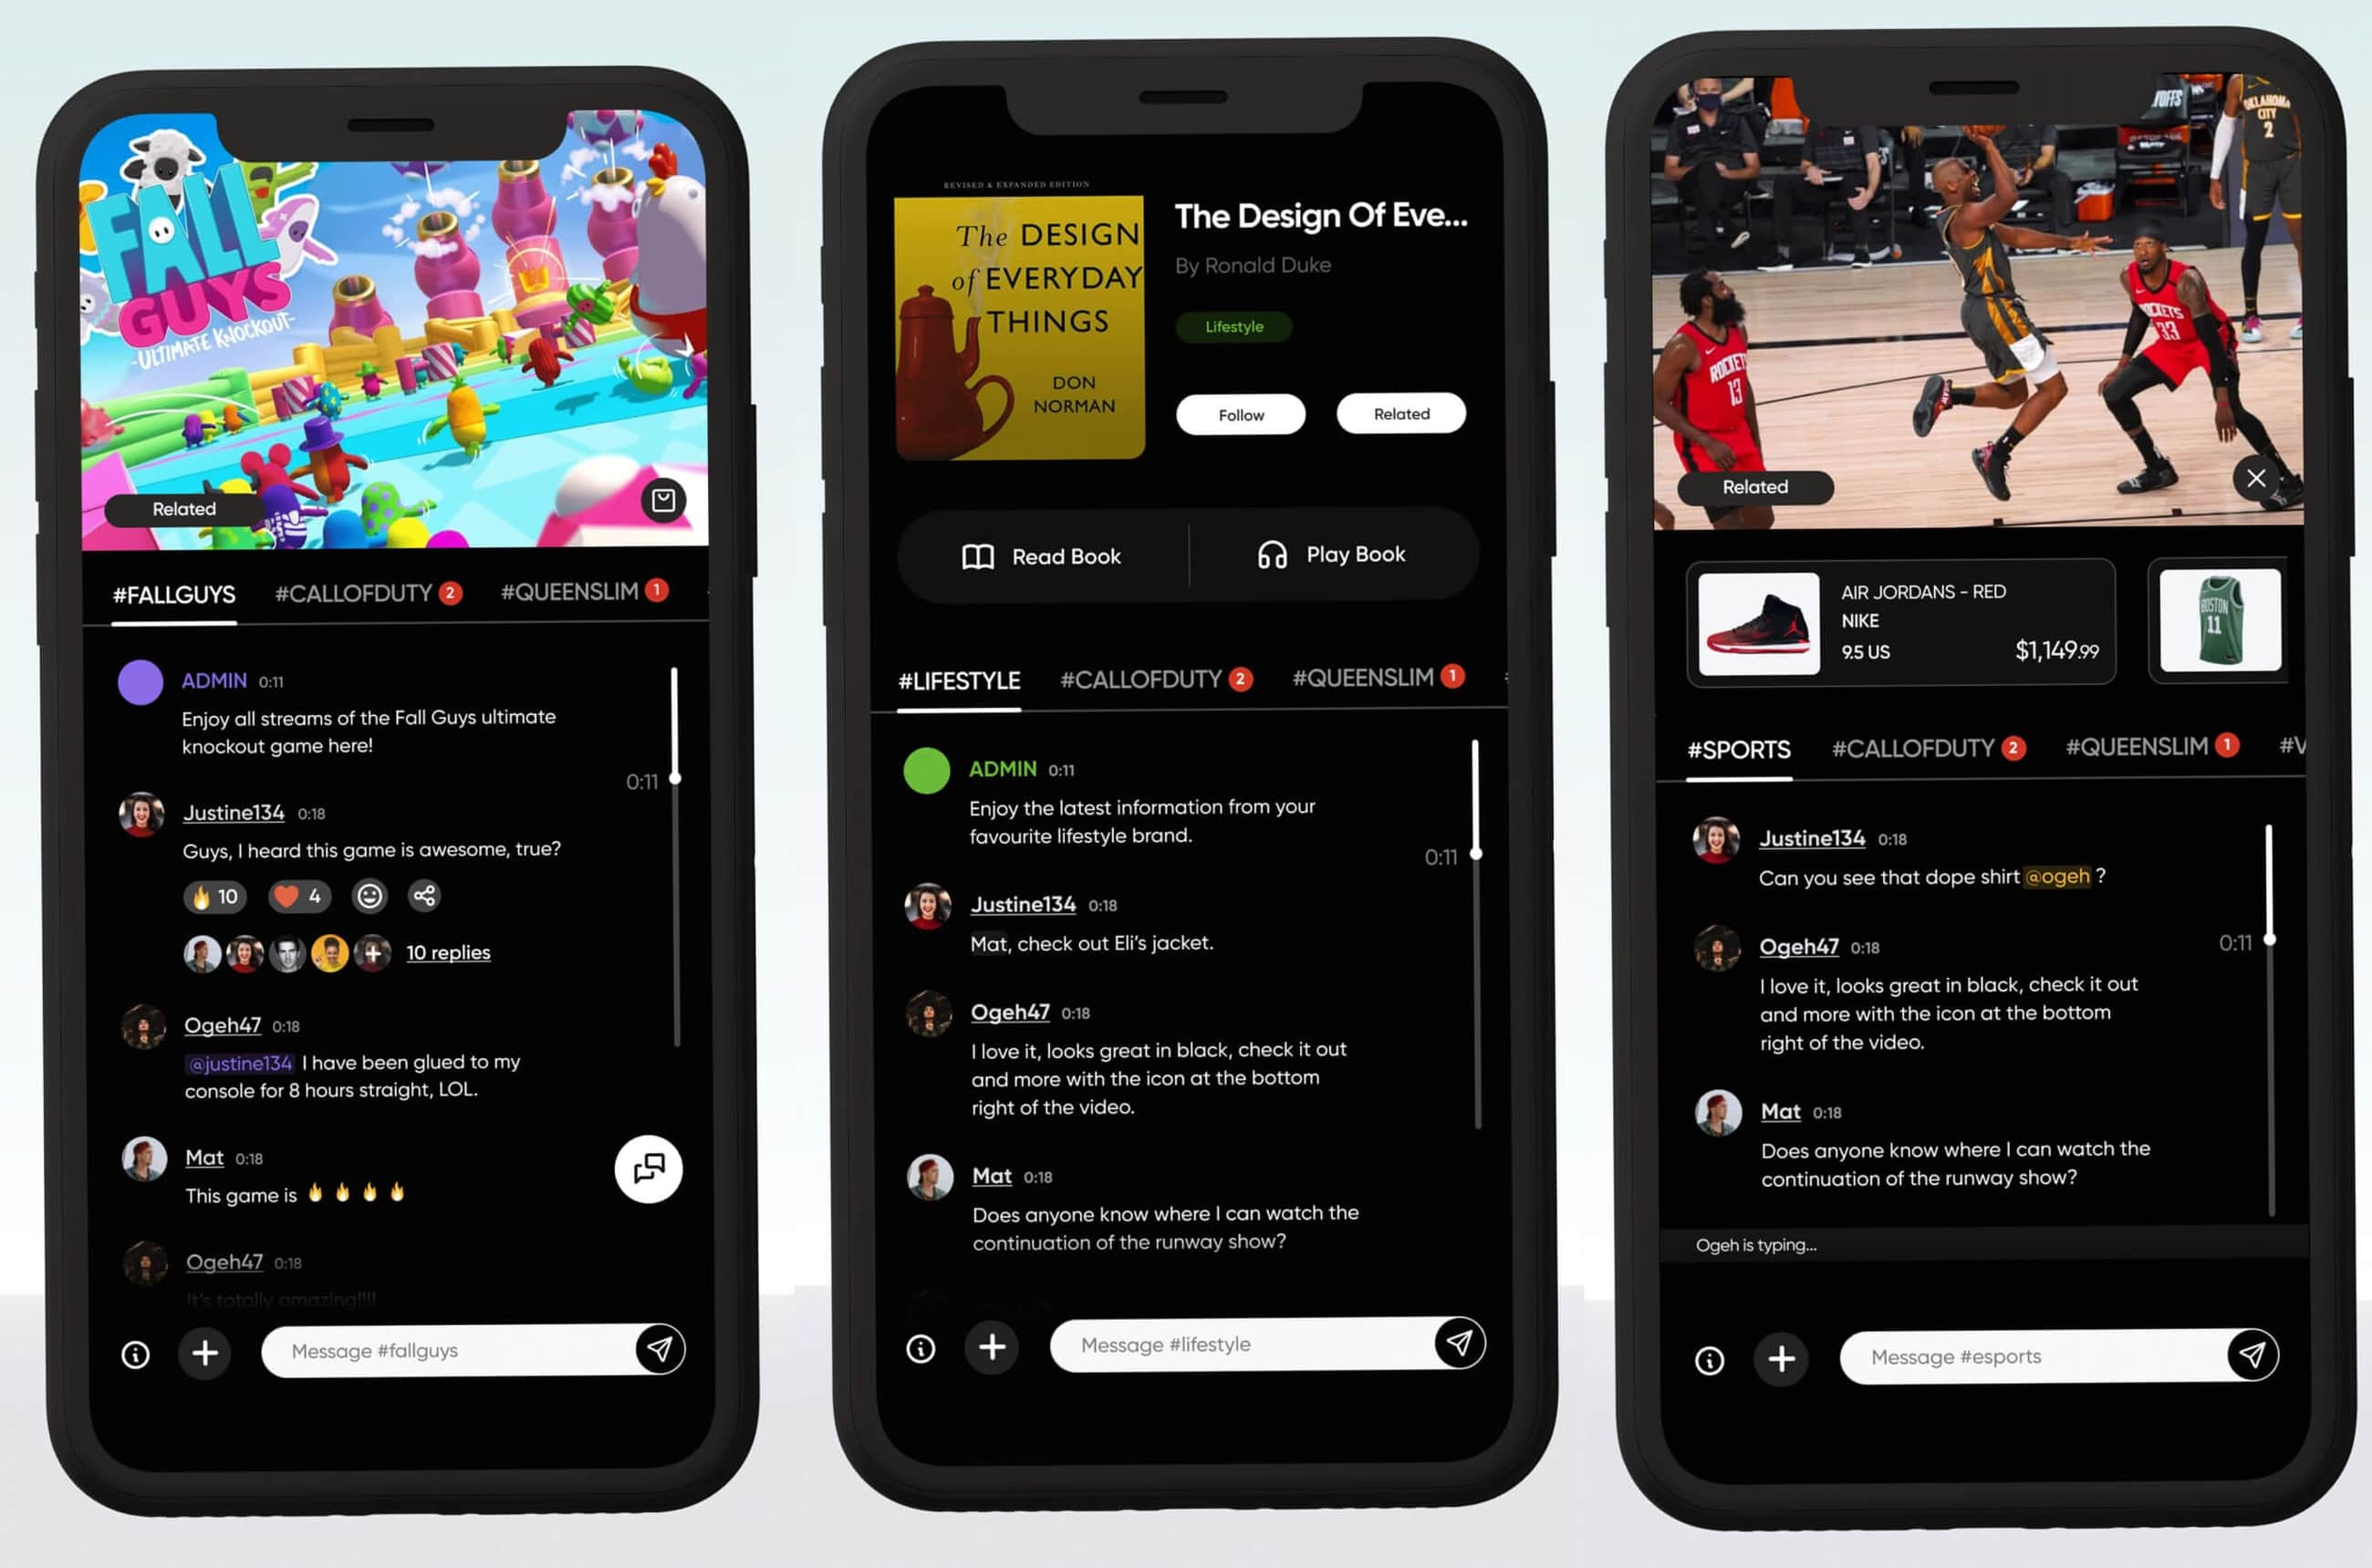 FALL
GUYS
-ULTIMATE KNOCKOUT-
Related
#FALLGUYS #CALLOFDUTY 2 #QUEENSLIM 1
ADMIN 0:11
Enjoy all streams of the Fall Guys ultimate
knockout game here!
0:11
Justine134 0:18
Guys, I heard this game is awesome, true?
🔥 10 ❤️ 4
10 replies
Ogeh47 0:18
@justine134 I have been glued to my
console for 8 hours straight, LOL.
Mat 0:18
This game is 🔥 🔥 🔥 🔥
Ogeh47 0:18
It's totally amazing!!!!
Message #fallguys
REVISED & EXPANDED EDITION
The DESIGN
of EVERYDAY
THINGS
DON
NORMAN
The Design Of Eve...
By Ronald Duke
Lifestyle
Follow Related
Read Book Play Book
#LIFESTYLE #CALLOFDUTY 2 #QUEENSLIM 1
ADMIN 0:11
Enjoy the latest information from your
favourite lifestyle brand.
0:11
Justine134 0:18
Mat, check out Eli's jacket.
Ogeh47 0:18
I love it, looks great in black, check it out
and more with the icon at the bottom
right of the video.
Mat 0:18
Does anyone know where I can watch the
continuation of the runway show?
Message #lifestyle
OKLAHOMA
CITY
2
ROCKETS
13
ROCKETS
33
Related
AIR JORDANS - RED
NIKE
9.5 US $1,149.99
BOSTON
11
#SPORTS #CALLOFDUTY 2 #QUEENSLIM 1 #V
Justine134 0:18
Can you see that dope shirt @ogeh ?
Ogeh47 0:18
0:11
I love it, looks great in black, check it out
and more with the icon at the bottom
right of the video.
Mat 0:18
Does anyone know where I can watch the
continuation of the runway show?
Ogeh is typing...
Message #esports